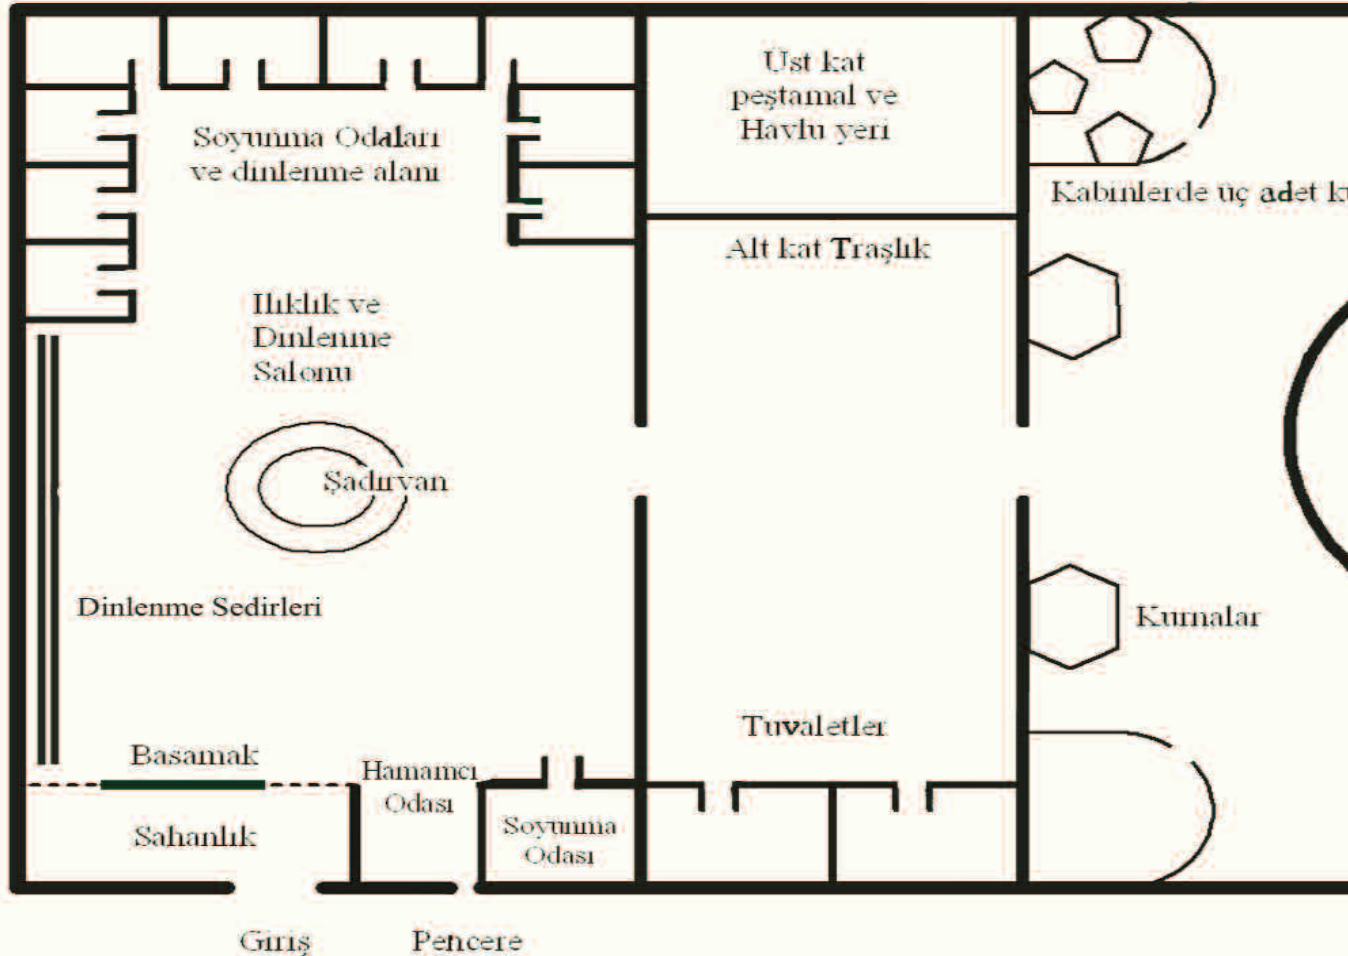 Üst kat
peştamal ve
Havlu yeri
Soyunma Odaları
ve dinlenme alanı
Kabinlerde üç adet
Alt kat Traşlık
Ilıklık ve
Dinlenme
Salonu
Şadırvan
Dinlenme Sedirleri
Kurnalar
Tuvaletler
Basamak
Hamamcı
Odası
Sahanlık
Soyunma
Odası
Giriş
Pencere